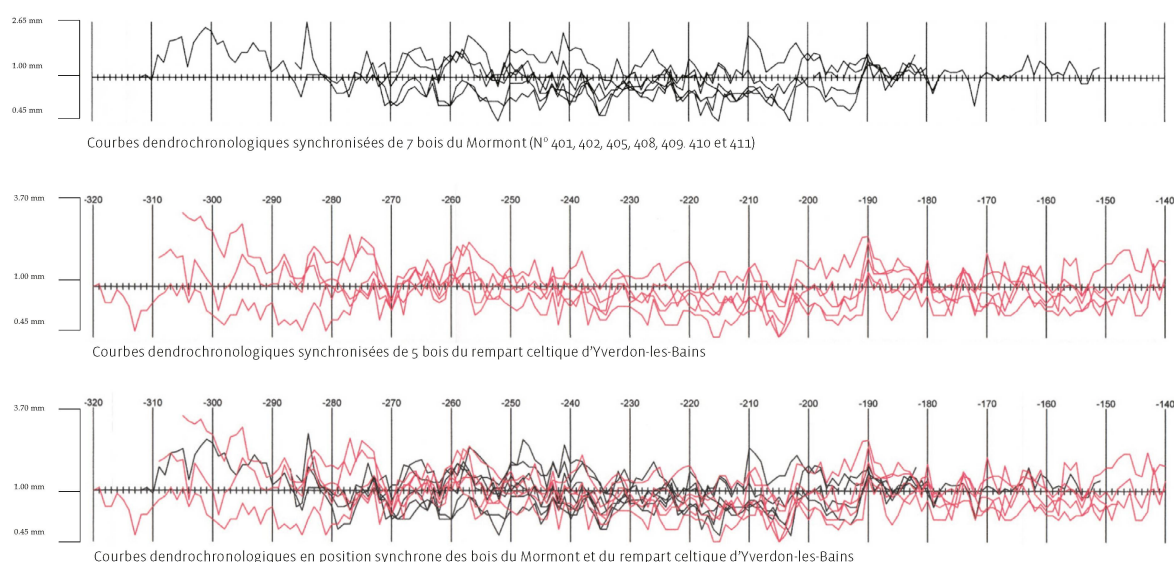 2.65 mm
1.00 mm
0.45 mm
Courbes dendrochronologiques synchronisées de 7 bois du Mormont (N° 401, 402, 405, 408, 409. 410 et 411)
3.70 mm
-320 -310 -300 -290 -280 -270 -260 -250 -240 -230 -220 -210 -200 -190 -180 -170 -160 -150 -140
1.00 mm
0.45 mm
Courbes dendrochronologiques synchronisées de 5 bois du rempart celtique d'Yverdon-les-Bains
3.70 mm
-320 -310 -300 -290 -280 -270 -260 -250 -240 -230 -220 -210 -200 -190 -180 -170 -160 -150 -140
1.00 mm
0.45 mm
Courbes dendrochronologiques en position synchrone des bois du Mormont et du rempart celtique d'Yverdon-les-Bains